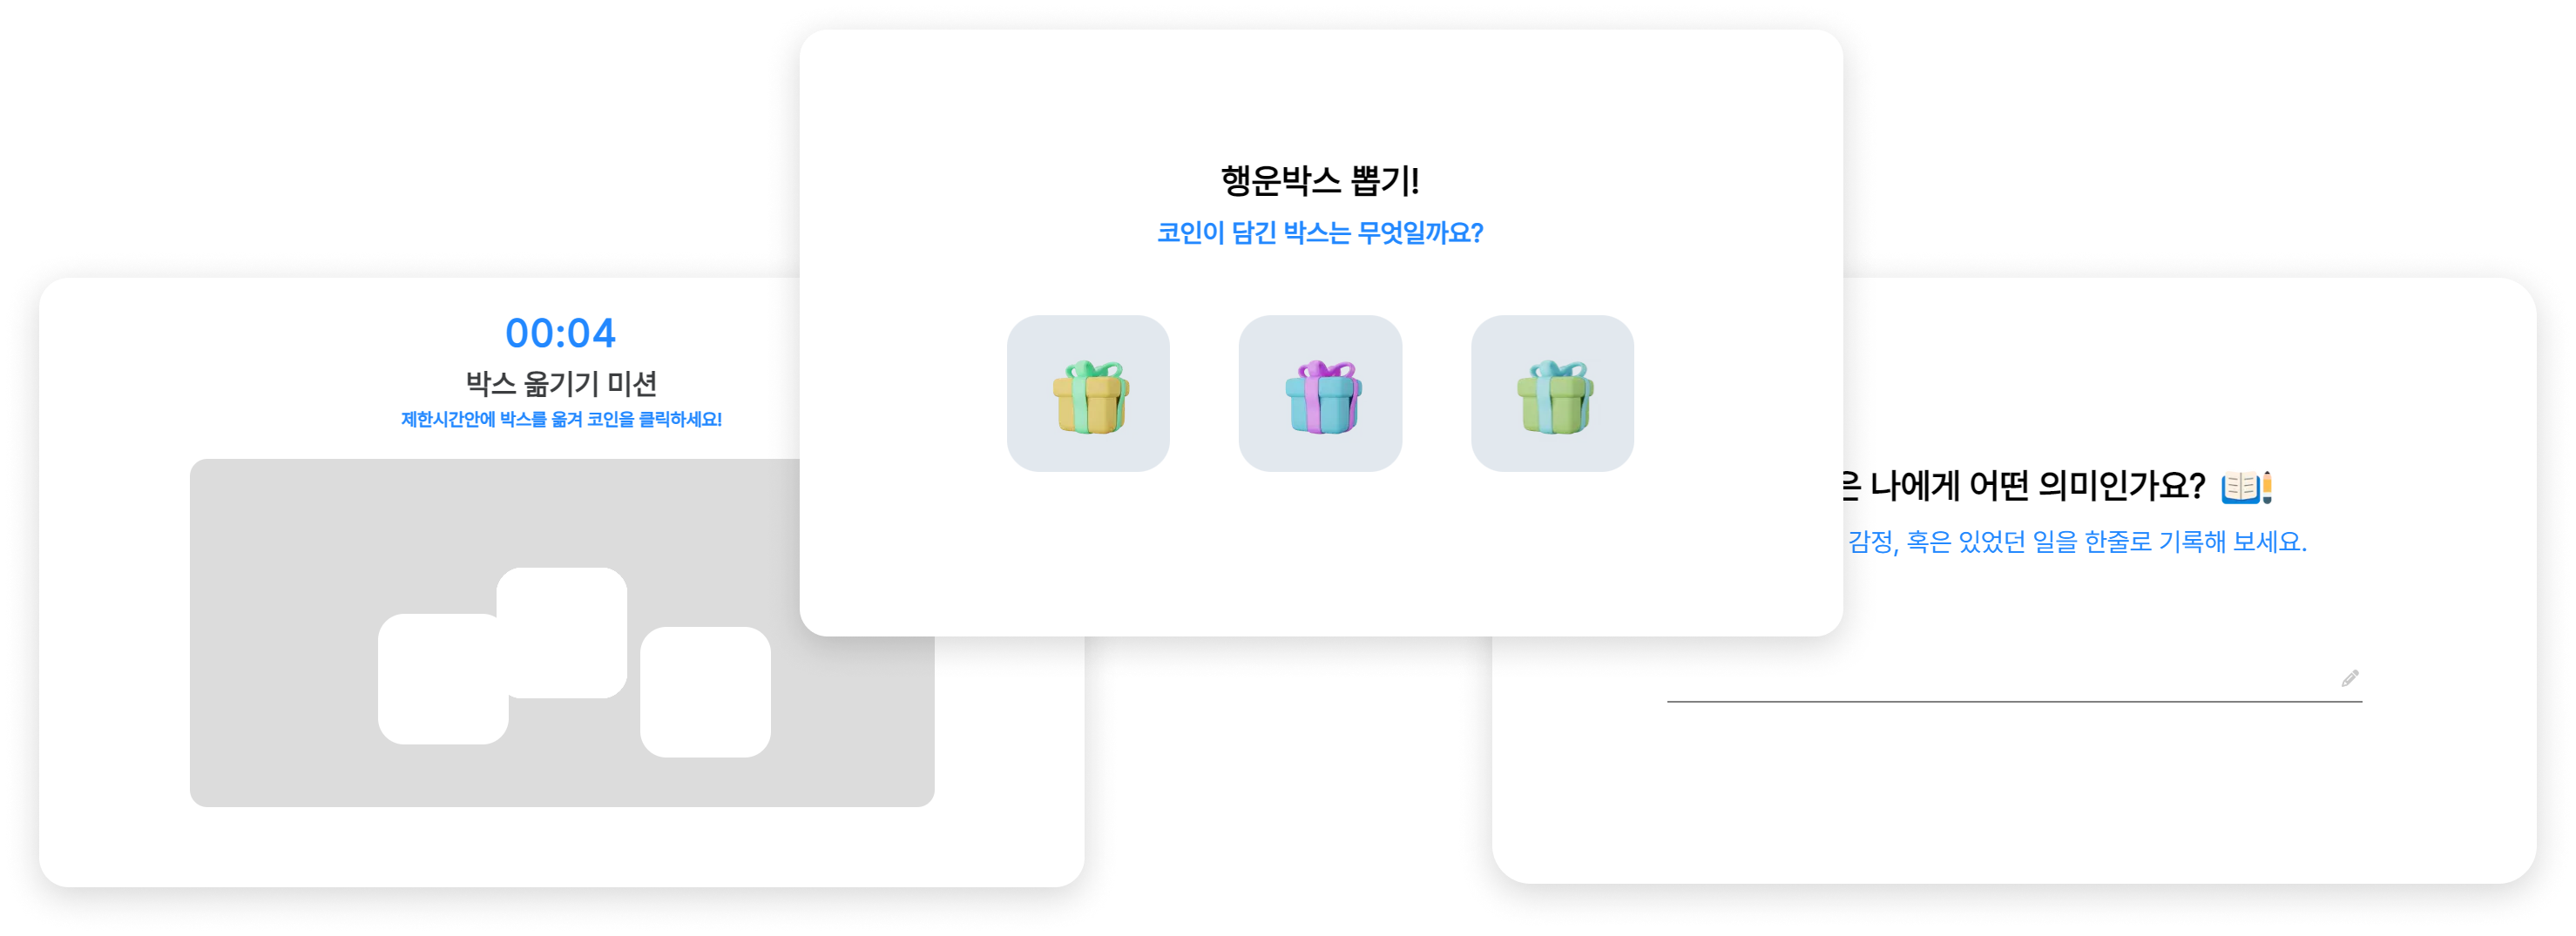 행운박스 뽑기!
코인이 담긴 박스는 무엇일까요?
00:04
박스 옮기기 미션
제한시간안에 박스를 옮겨 코인을 클릭하세요!
나에게 어떤 의미인가요?
감정, 혹은 있었던 일을 한줄로 기록해 보세요.